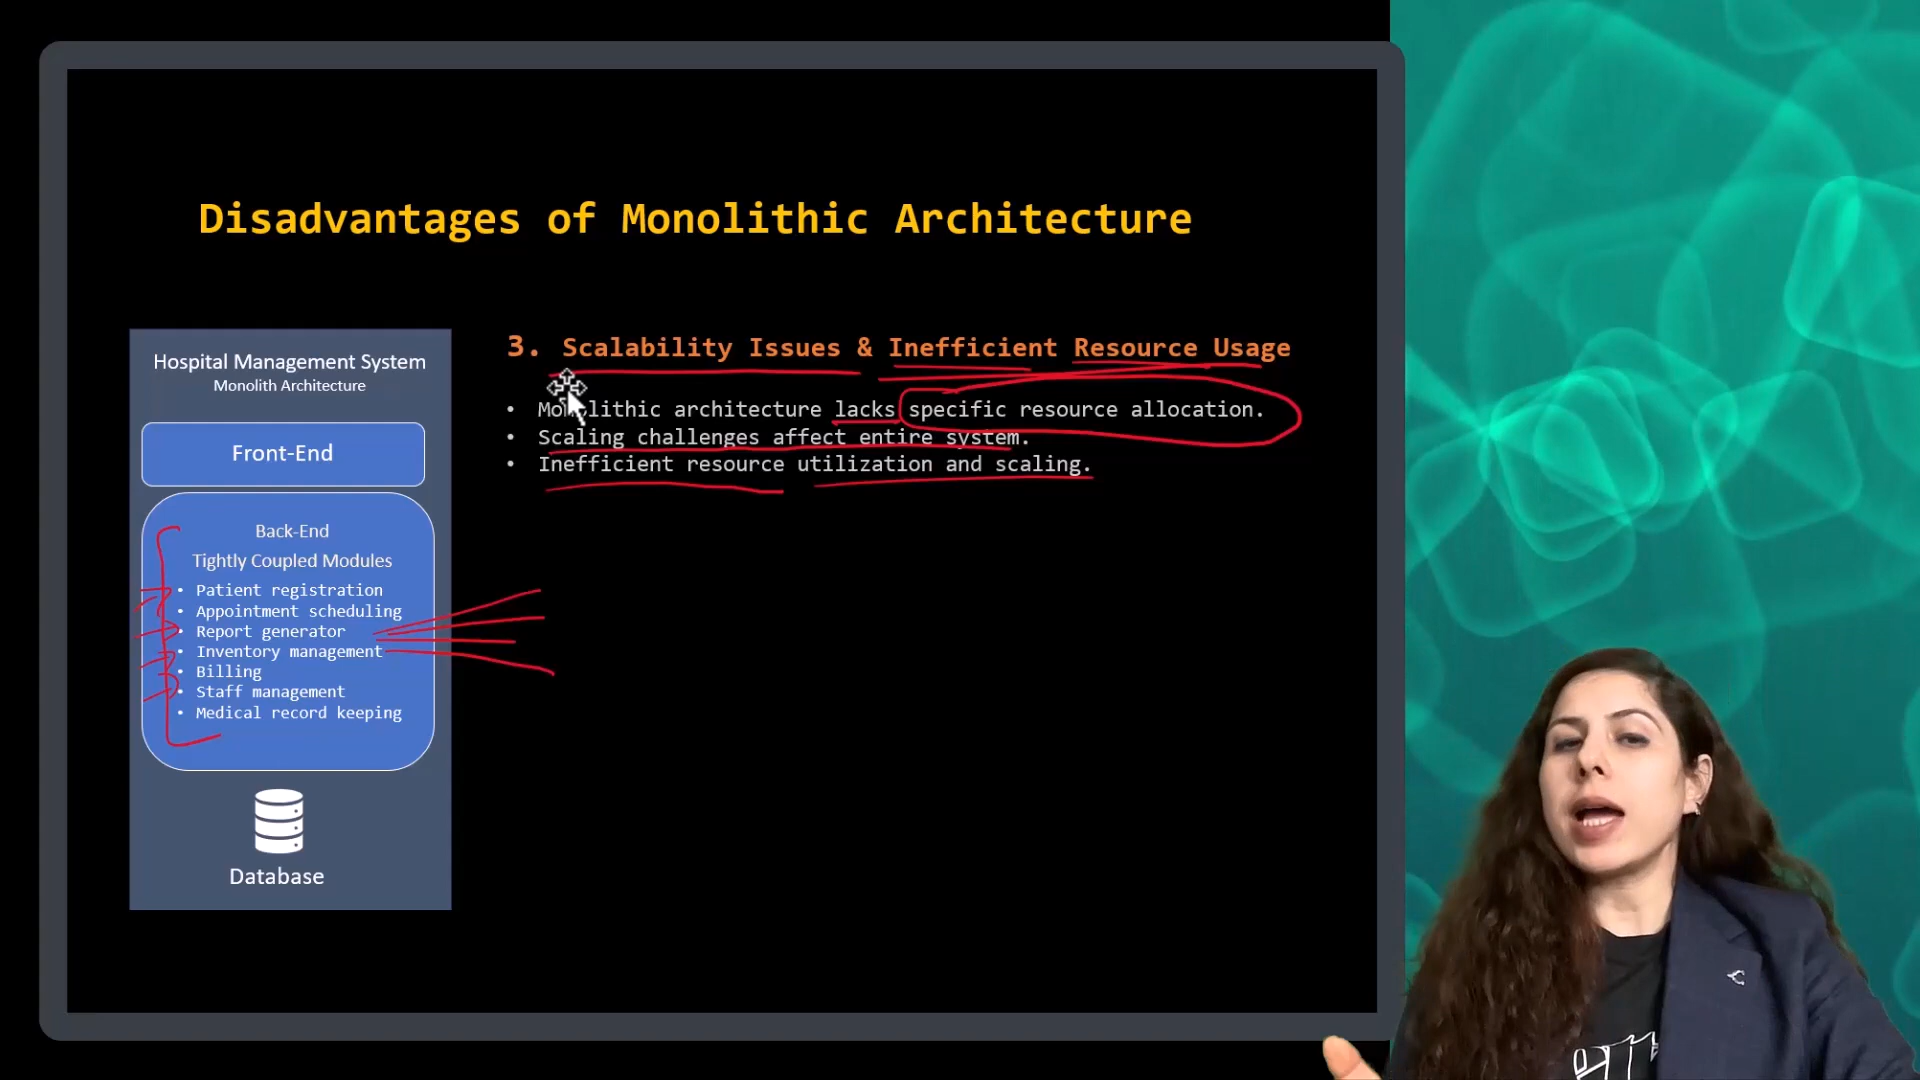 Disadvantages of Monolithic Architecture
Hospital Management System
Monolith Architecture
Front-End
Back-End
Tightly Coupled Modules
• Patient registration
• Appointment scheduling
• Report generator
• Inventory management
• Billing
• Staff management
• Medical record keeping
Database
3. Scalability Issues & Inefficient Resource Usage
• Monolithic architecture lacks specific resource allocation.
• Scaling challenges affect entire system.
• Inefficient resource utilization and scaling.